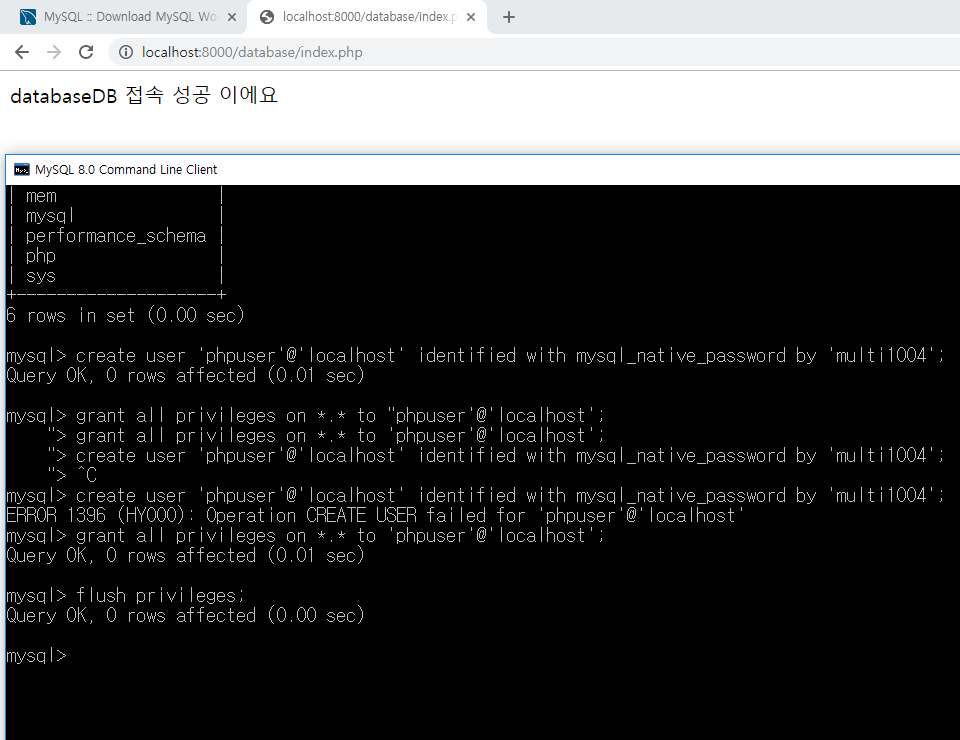 MySQL :: Download MySQL Wo
localhost:8000/database/index.p
localhost:8000/database/index.php
databaseDB 접속 성공 이에요
MySQL 8.0 Command Line Client
| mem |
| mysql |
| performance_schema |
| php |
| sys |
+--------------------+
6 rows in set (0.00 sec)
mysql> create user 'phpuser'@'localhost' identified with mysql_native_password by 'multi1004';
Query OK, 0 rows affected (0.01 sec)
mysql> grant all privileges on *.* to "phpuser'@'localhost';
"> grant all privileges on *.* to 'phpuser'@'localhost';
"> create user 'phpuser'@'localhost' identified with mysql_native_password by 'multi1004';
"> ^C
mysql> create user 'phpuser'@'localhost' identified with mysql_native_password by 'multi1004';
ERROR 1396 (HY000): Operation CREATE USER failed for 'phpuser'@'localhost'
mysql> grant all privileges on *.* to 'phpuser'@'localhost';
Query OK, 0 rows affected (0.01 sec)
mysql> flush privileges;
Query OK, 0 rows affected (0.00 sec)
mysql>